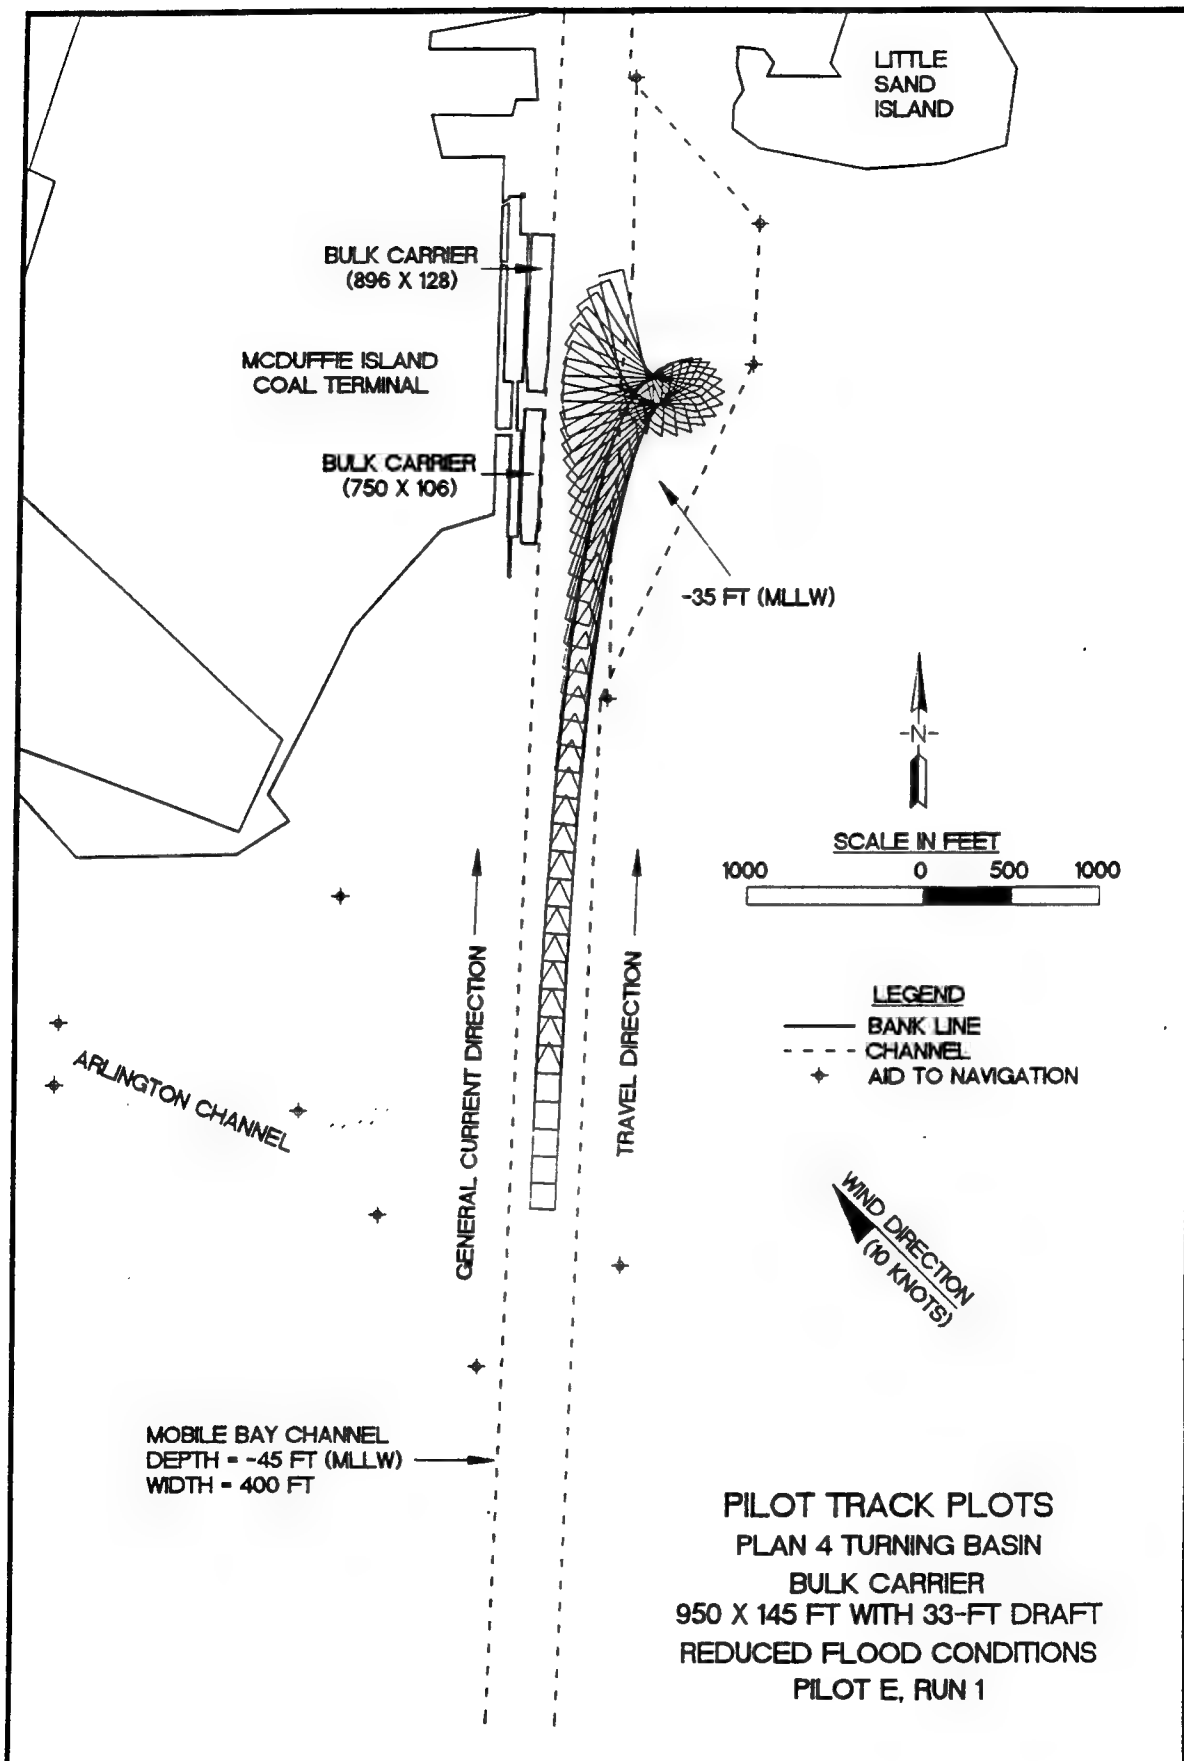 LITTLE
SAND
ISLAND
BULK CARRIER
(896 X 128)
MCDUFFIE ISLAND
COAL TERMINAL
BULK CARRIER
(750 X 106)
-35 FT (MLLW)
-N-
SCALE IN FEET
1000 0 500 1000
GENERAL CURRENT DIRECTION
TRAVEL DIRECTION
LEGEND
BANK LINE
CHANNEL
AID TO NAVIGATION
ARLINGTON CHANNEL
WIND DIRECTION
(10 KNOTS)
MOBILE BAY CHANNEL
DEPTH = -45 FT (MLLW)
WIDTH = 400 FT
PILOT TRACK PLOTS
PLAN 4 TURNING BASIN
BULK CARRIER
950 X 145 FT WITH 33-FT DRAFT
REDUCED FLOOD CONDITIONS
PILOT E, RUN 1